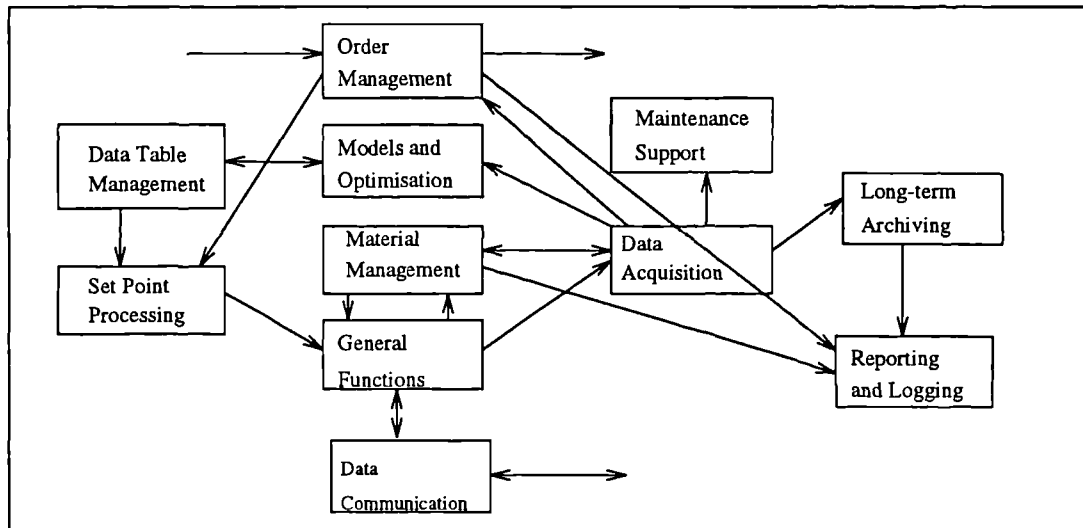 Order
Management
Maintenance
Support
Data Table
Management
Models and
Optimisation
Long-term
Archiving
Material
Management
Data
Acquisition
Set Point
Processing
General
Functions
Reporting
and Logging
Data
Communication